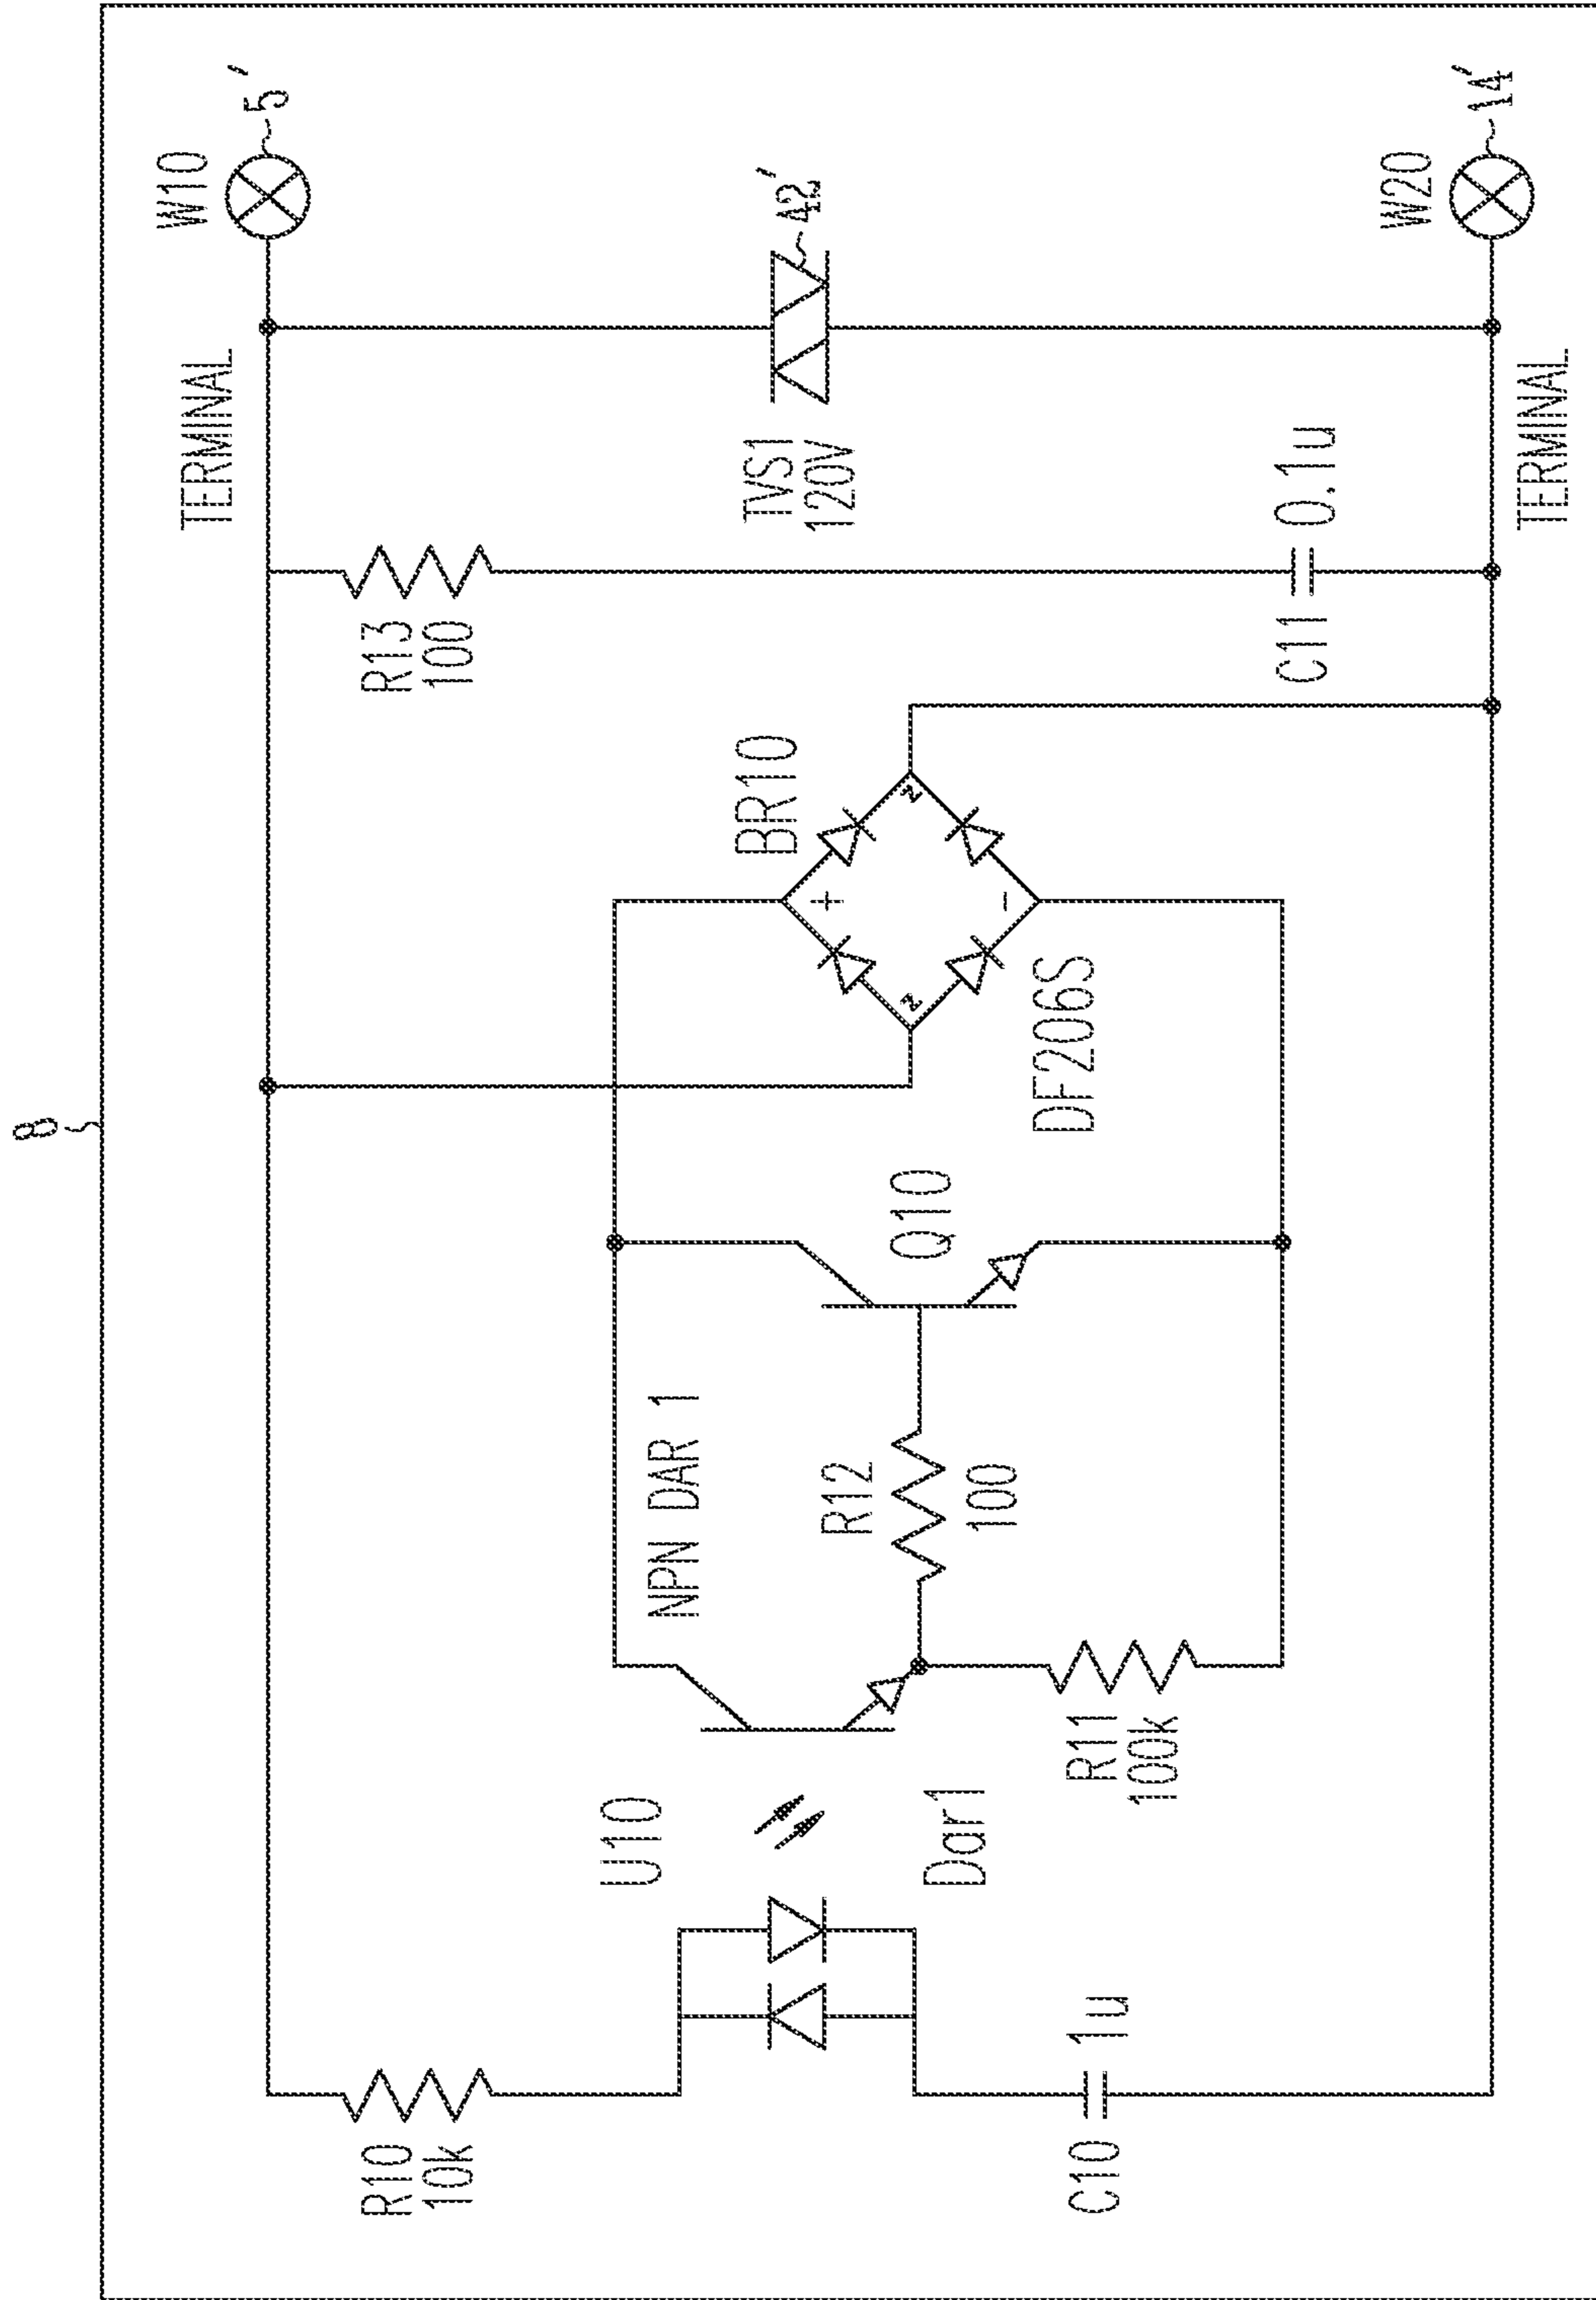 8
R10
10k
C10
1u
U10
Dar1
R11
100k
NPN DAR 1
R12
100
Q10
DF206S
BR10
+
-
~
~
R13
100
C11
0.1u
TERMINAL
TVS1
120V
42'
TERMINAL
W10
5'
W20
14'